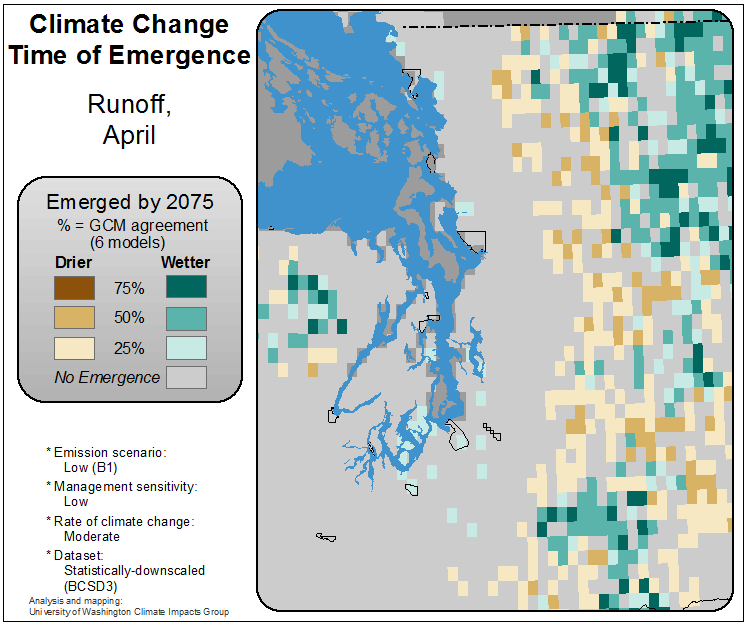 Climate Change
Time of Emergence
Runoff,
April
Emerged by 2075
% = GCM agreement
(6 models)
Drier Wetter
75%
50%
25%
No Emergence
* Emission scenario:
Low (B1)
* Management sensitivity:
Low
* Rate of climate change:
Moderate
* Dataset:
Statistically-downscaled
(BCSD3)
Analysis and mapping:
University of Washington Climate Impacts Group